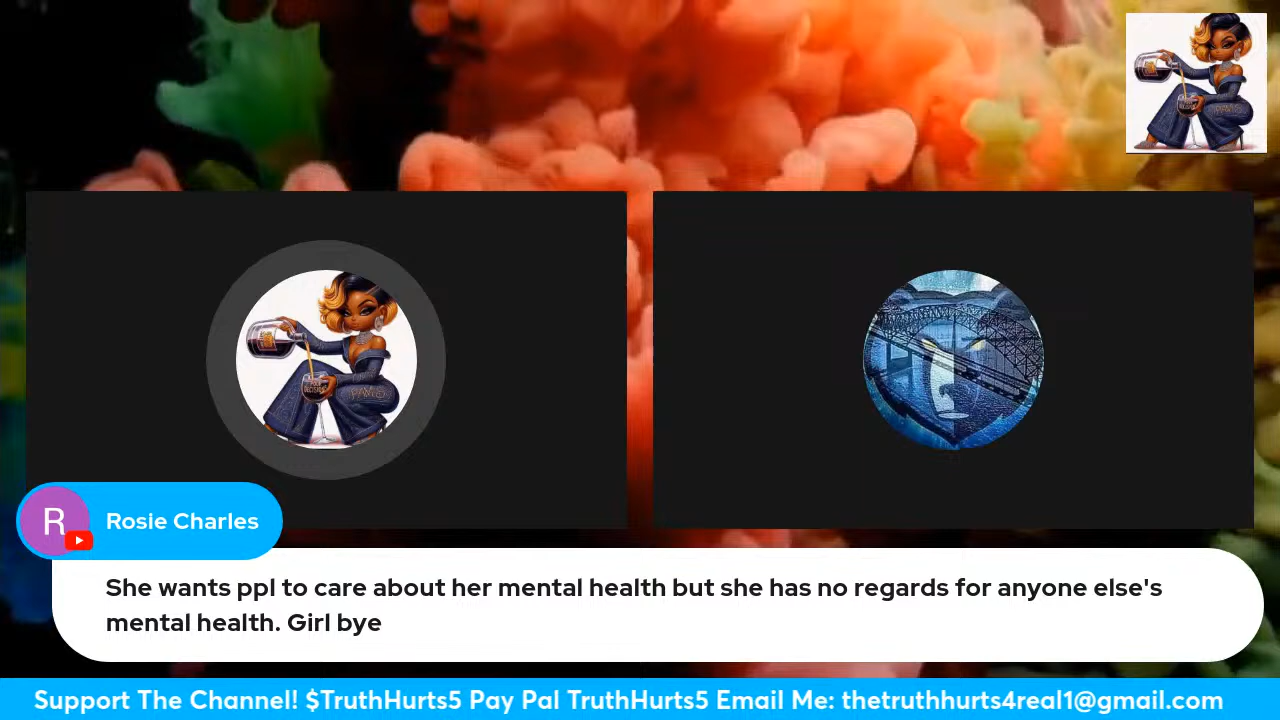 R
Rosie Charles
She wants ppl to care about her mental health but she has no regards for anyone else's
mental health. Girl bye
Support The Channel! $TruthHurts5 Pay Pal TruthHurts5 Email Me: thetruthhurts4real1@gmail.com